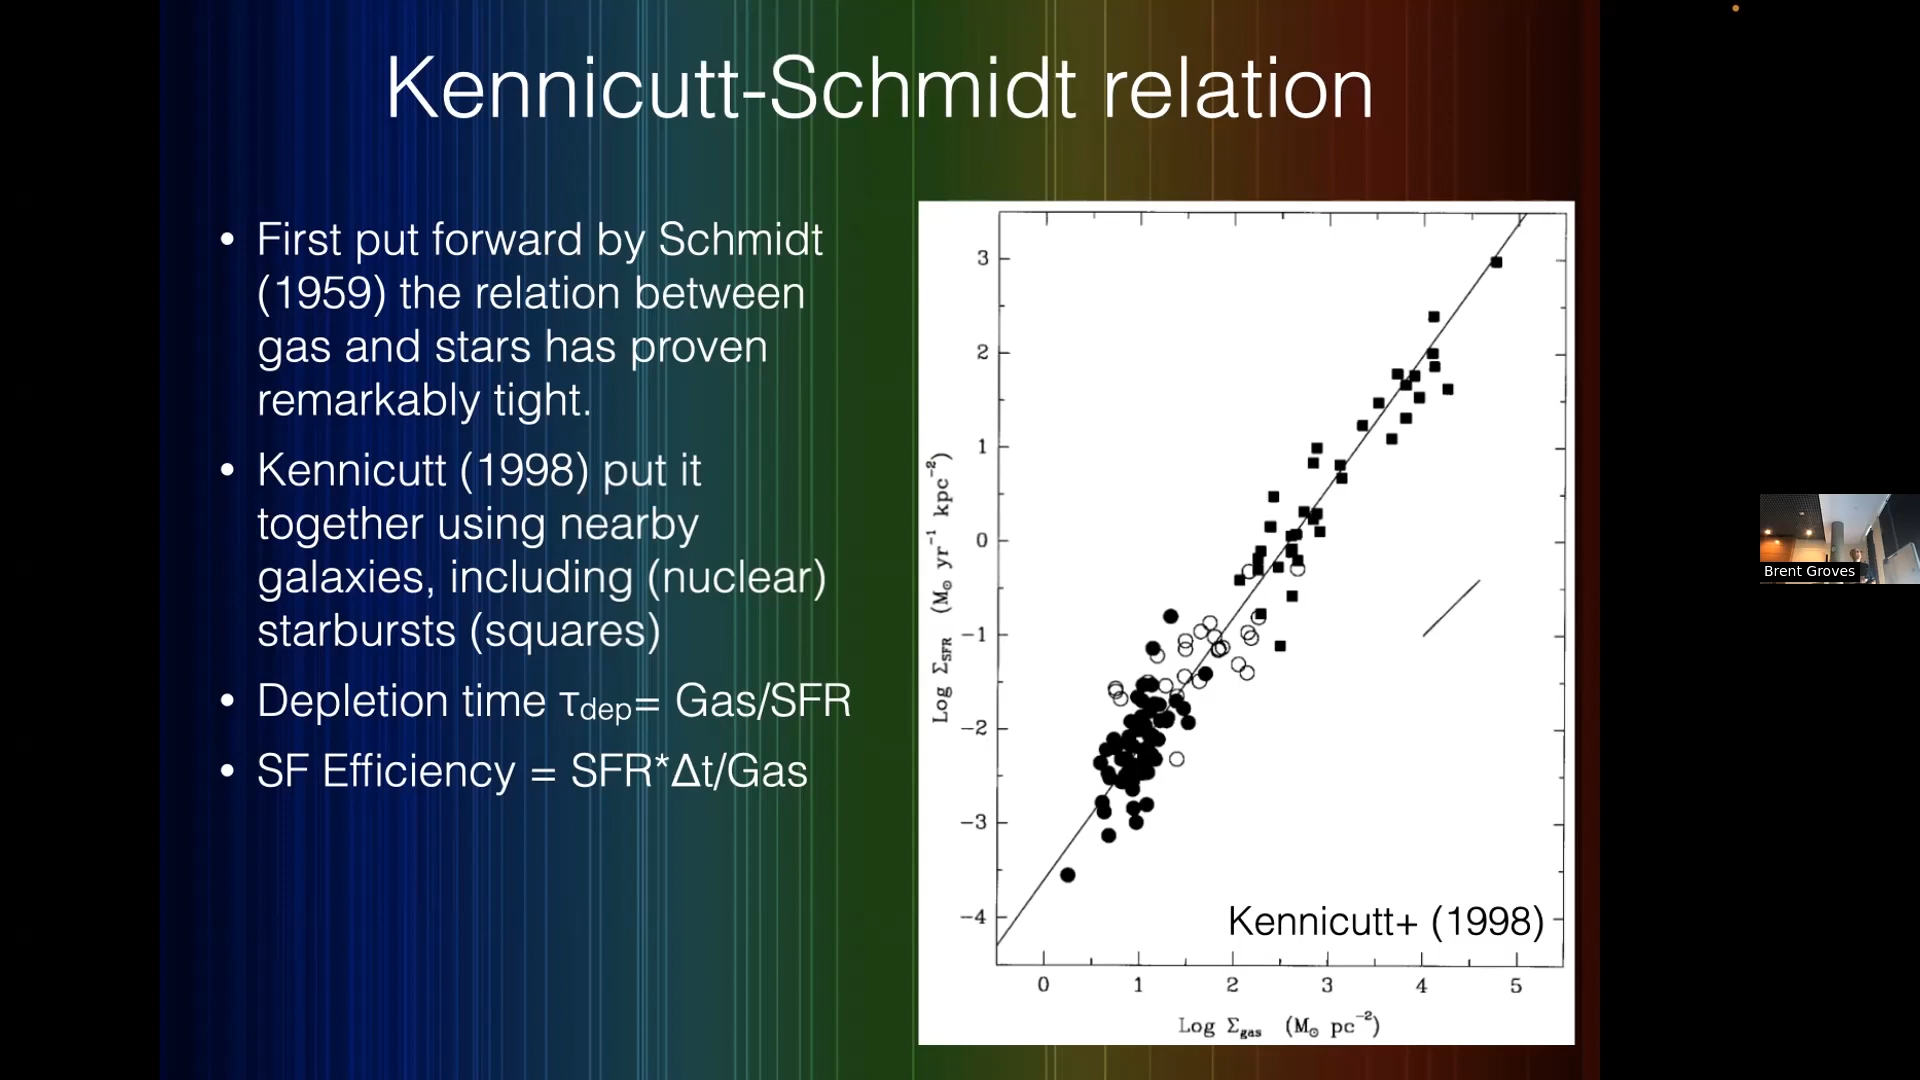 Kennicutt-Schmidt relation
• First put forward by Schmidt
(1959) the relation between
gas and stars has proven
remarkably tight.
• Kennicutt (1998) put it
together using nearby
galaxies, including (nuclear)
starbursts (squares)
• Depletion time τdep= Gas/SFR
• SF Efficiency = SFR*Δt/Gas
Log Σ_SFR (M⊙ yr⁻¹ kpc⁻²)
3
2
1
0
−1
−2
−3
−4
Kennicutt+ (1998)
0 1 2 3 4 5
Log Σ_gas (M⊙ pc⁻²)
Brent Groves